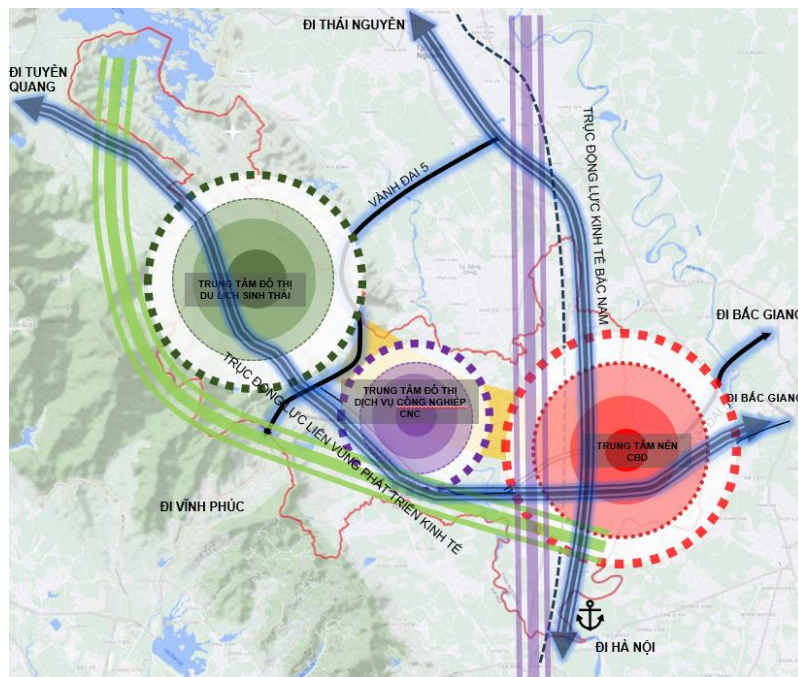 ĐI THÁI NGUYÊN
ĐI TUYÊN
QUANG
VÀNH ĐAI 5
TRỤC ĐỘNG LỰC KINH TẾ BẮC NAM
TRUNG TÂM ĐÔ THỊ
DU LỊCH SINH THÁI
ĐI BẮC GIANG
TRỤC ĐỘNG LỰC LIÊN VÙNG PHÁT TRIỂN KINH TẾ
TRUNG TÂM ĐÔ THỊ
DỊCH VỤ CÔNG NGHIỆP
CNC
ĐI BẮC GIANG
TRUNG TÂM NÉN
CBD
ĐI VĨNH PHÚC
ĐI HÀ NỘI